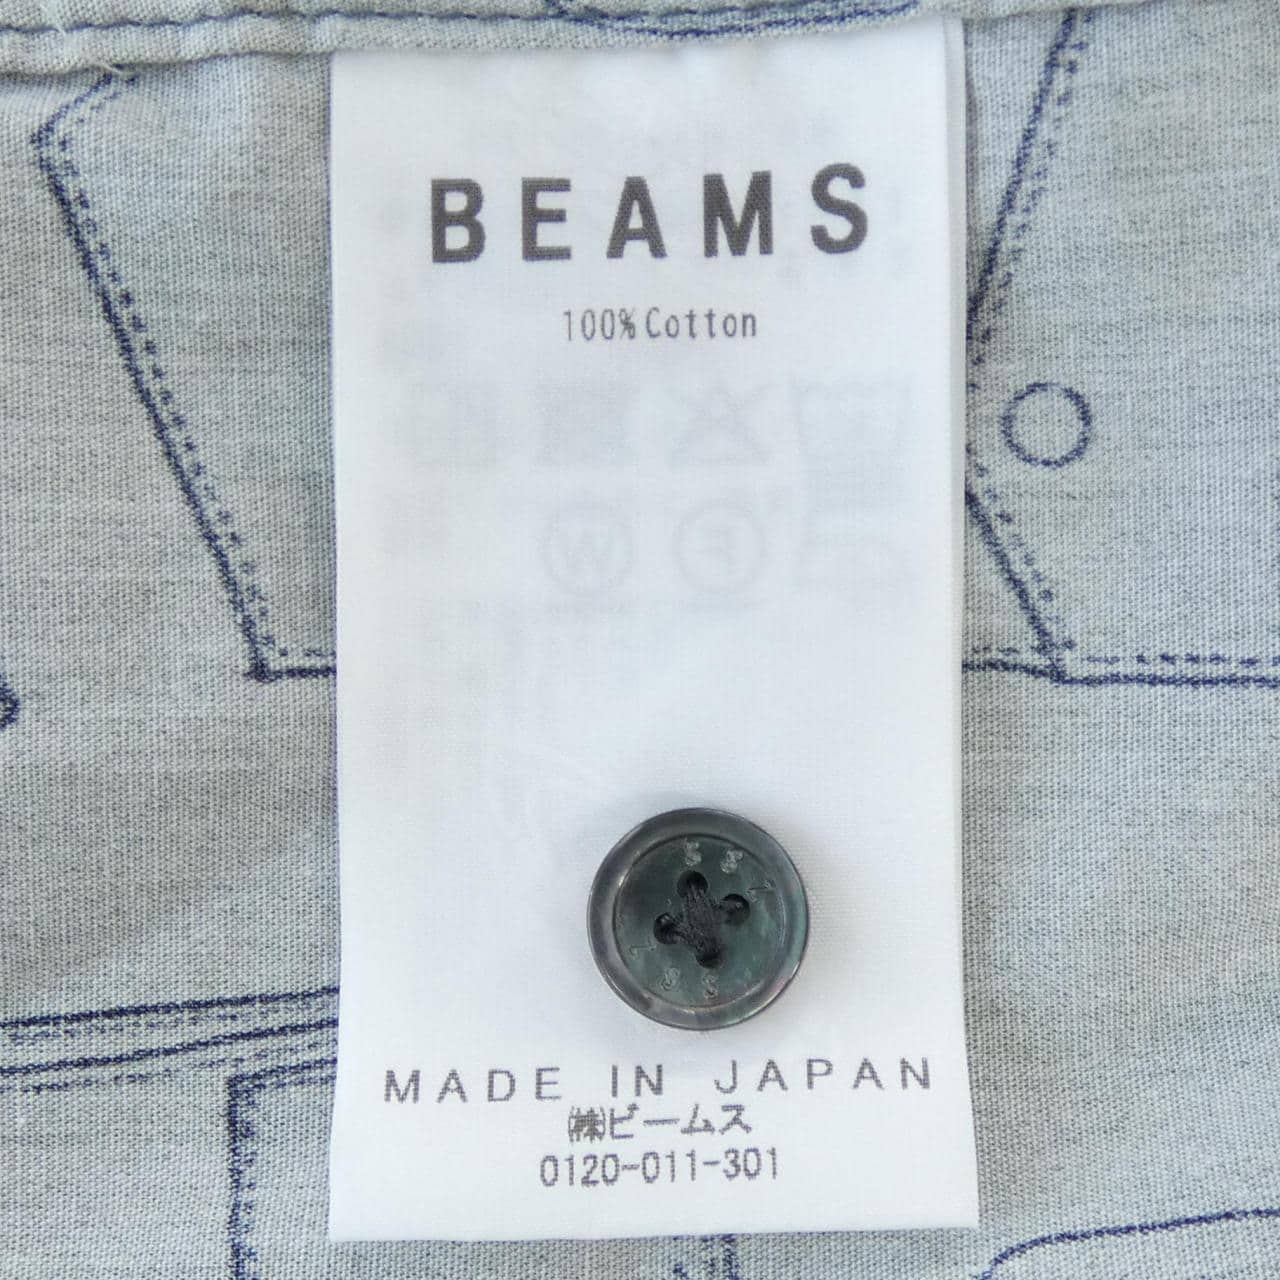 BEAMS
100% Cotton
MADE IN JAPAN
㈱ビームス
0120-011-301